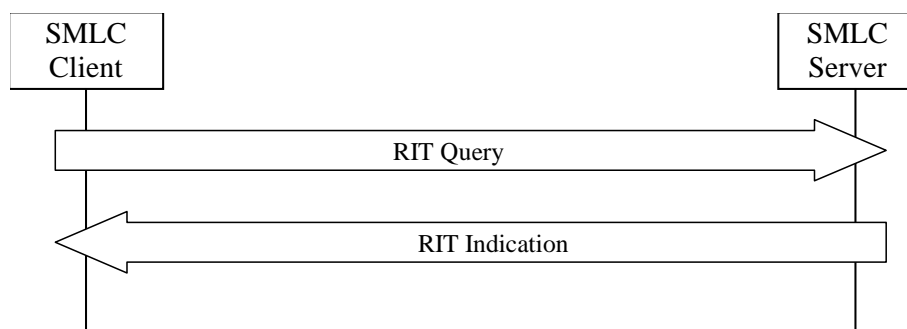 SMLC
Client
SMLC
Server
RIT Query
RIT Indication